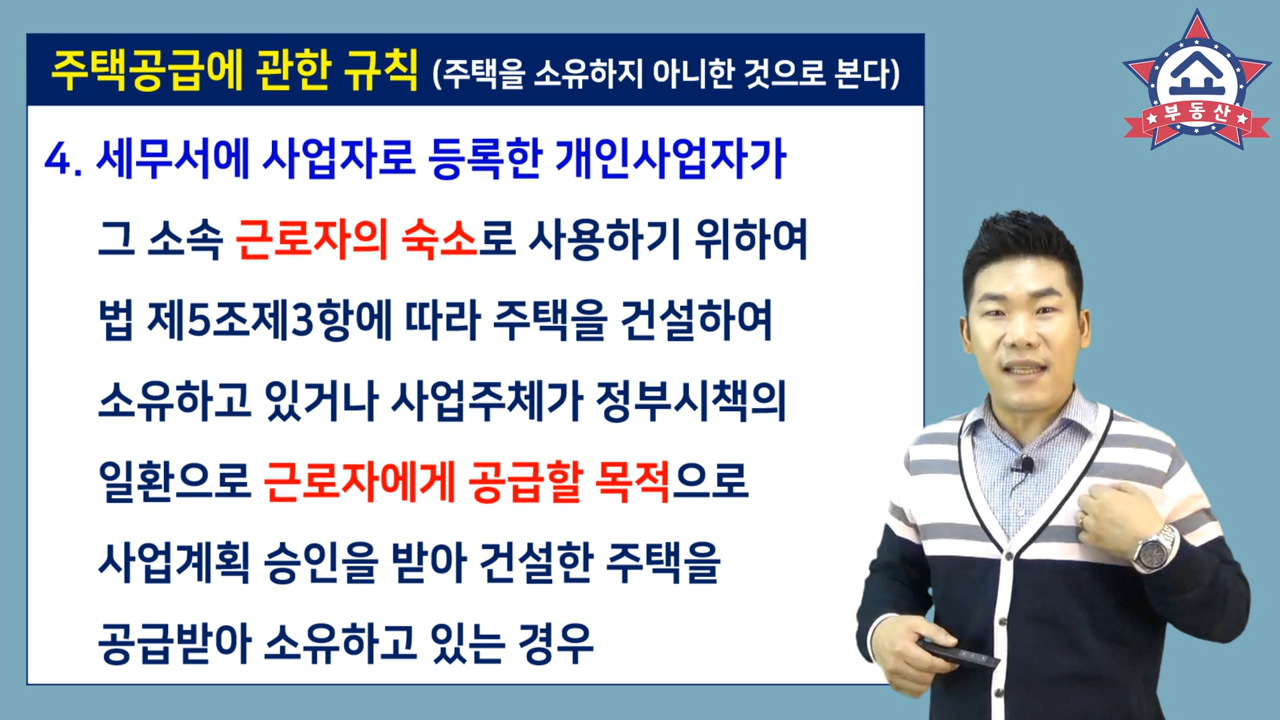 주택공급에 관한 규칙 (주택을 소유하지 아니한 것으로 본다)
4. 세무서에 사업자로 등록한 개인사업자가
그 소속 근로자의 숙소로 사용하기 위하여
법 제5조제3항에 따라 주택을 건설하여
소유하고 있거나 사업주체가 정부시책의
일환으로 근로자에게 공급할 목적으로
사업계획 승인을 받아 건설한 주택을
공급받아 소유하고 있는 경우
부동산